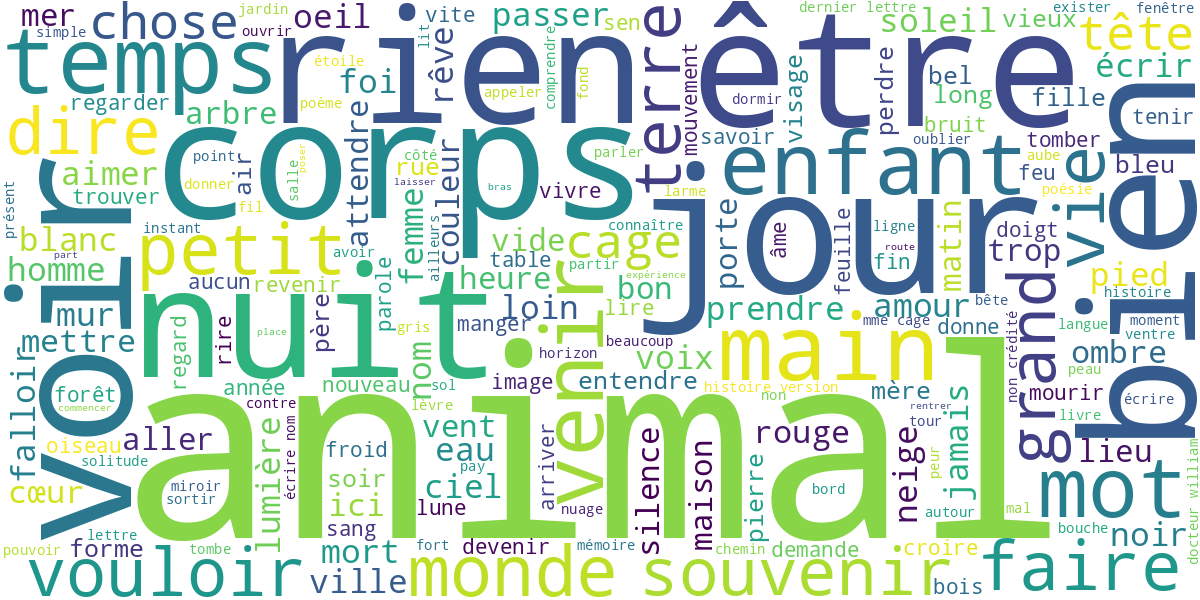 mer
simple
chose
jardin
ouvrir
oeil
lit
vite
passer
sen
dernier lettre
soleil
vieux
exister
fenêtre
tête
temps
rien
être
étoile
foi
rêve
appeler
comprendre
fond
terre
mouvement
dormir
visage
perdre
bel
long
fille
écrir
tenir
regarder
poème
arbre
attendre
savoir
bruit
oublier
tomber
dire
corps
enfant
vie
bien
aube
bleu
point
air
donner
fil
salle
poser
côté
rue
laisser
couleur
bras
vivre
parler
larme
feu
poésie
aimer
trouver
présent
blanc
homme
voir
petit
instant
avoir
femme
ailleurs
vide
cage
connaître
porte
âme
jour
feuille
ligne
route
fin
matin
doigt
trop
pied
histoire
part
mur
mettre
aucun
revenir
parole
heure
table
partir
expérience
bon
lire
prendre
amour
bête
donne
mme cage
grand
non crédité
langue
moment
ventre
nuit
regard
rire
place
père
gris
manger
loin
venir
horizon
beaucoup
voix
main
ombre
peau
falloir
forêt
commencer
année
nouveau
nom
sol
image
entendre
histoire version
non
mère
rentrer
tour
mourir
livre
écrire
contre
lèvre
oiseau
solitude
aller
animal
lumière
écrire nom
froid
vent
eau
pay
arriver
silence
maison
rouge
neige
peur
jamais
lieu
cœur
miroir
sortir
soir
ici
ciel
lune
sang
nuage
pierre
bord
autour
mal
mot
bouche
noir
docteur william
lettre
pouvoir
forme
tombe
mort
fort
devenir
mémoire
chemin
demande
croire
vouloir
ville
monde
souvenir
bois
faire